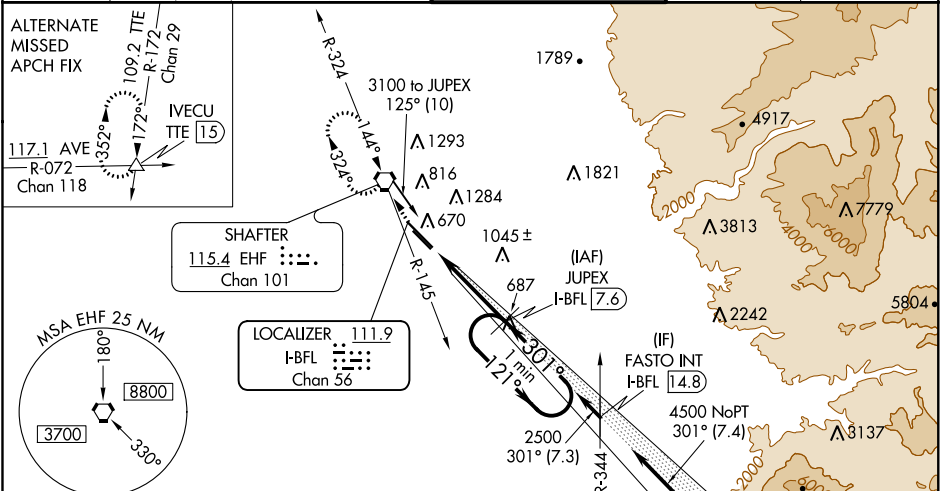 ALTERNATE
MISSED
APCH FIX
109.2 TTE
R-172
Chan 29
IVECU
TTE 15
352°
172°
117.1 AVE
R-072
Chan 118
R-324
3100 to JUPEX
125° (10)
144°
324°
1293
816
1284
670
1789
1821
4917
2000
3813
7779
4000
6000
SHAFTER
115.4 EHF
Chan 101
R-145
1045 ±
(IAF)
JUPEX
I-BFL 7.6
687
2242
5804
LOCALIZER 111.9
I-BFL
Chan 56
301°
1 min
121°
(IF)
FASTO INT
I-BFL 14.8
4500 NoPT
301° (7.4)
2500
301° (7.3)
R-344
3137
2000
MSA EHF 25 NM
180°
8800
3700
330°